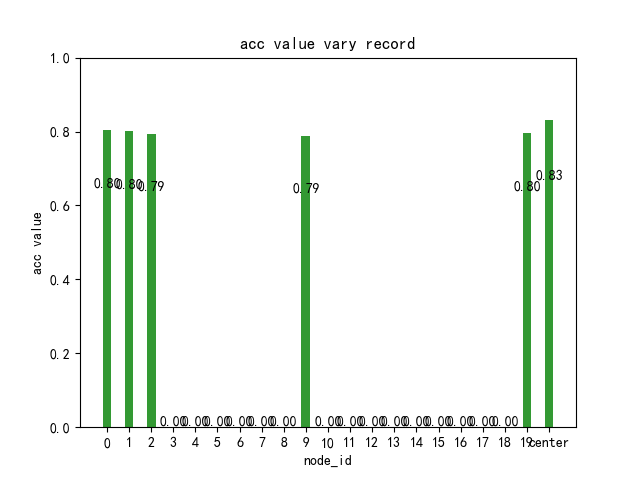 acc value vary record
acc value
1.0
0.8
0.6
0.4
0.2
0.0
0.80 0.80 0.79 0.00 0.00 0.00 0.00 0.00 0.00 0.79 0.00 0.00 0.00 0.00 0.00 0.00 0.00 0.00 0.00 0.80 0.83
0 1 2 3 4 5 6 7 8 9 10 11 12 13 14 15 16 17 18 19 center
node_id